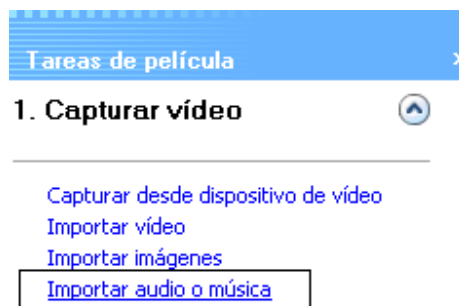 Tareas de película
1. Capturar vídeo
Capturar desde dispositivo de vídeo
Importar vídeo
Importar imágenes
Importar audio o música